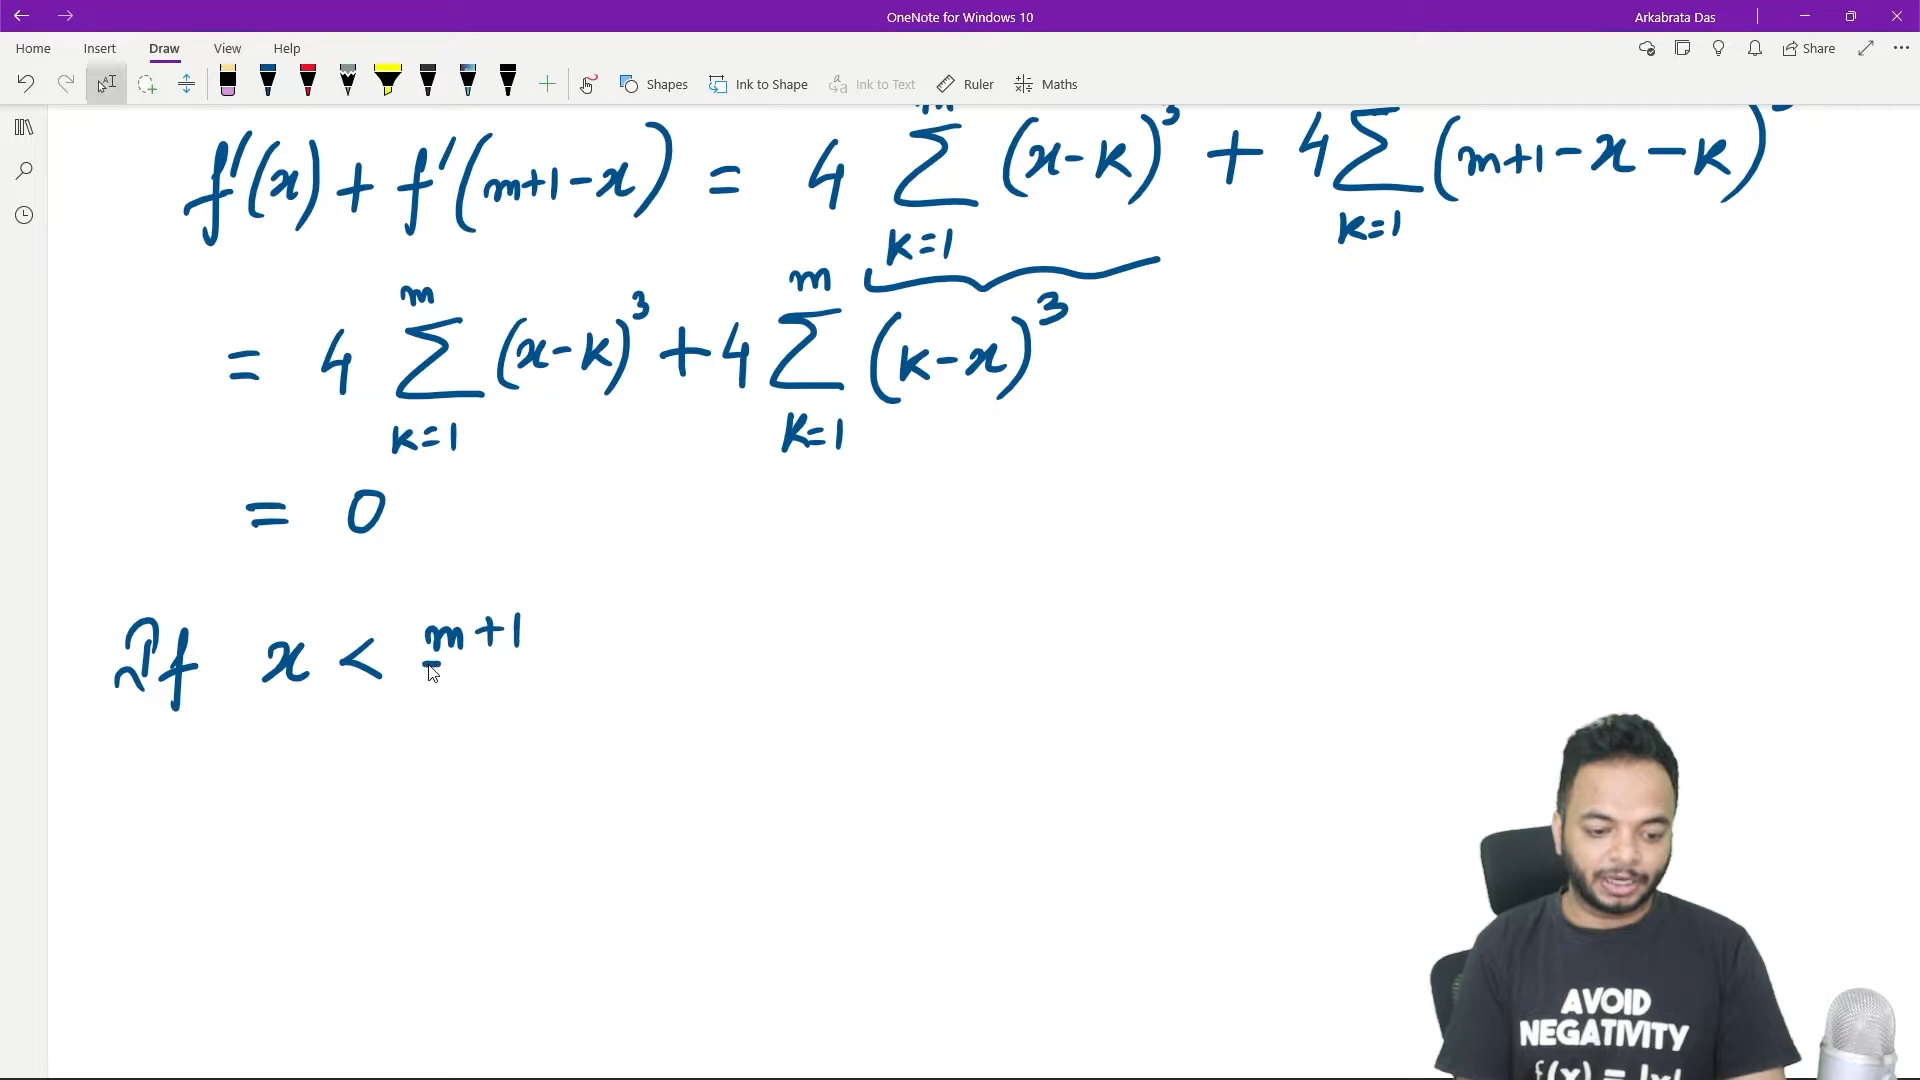 OneNote for Windows 10
Arkabrata Das
Home Insert Draw View Help
Share
Shapes Ink to Shape Ink to Text Ruler Maths
f'(x) + f'(m+1-x) = 4 ∑ (x-k)³ + 4 ∑ (m+1-x-k)
k=1 k=1
m m
= 4 ∑ (x-k)³ + 4 ∑ (k-x)³
k=1 k=1
= 0
If x < m+1
AVOID
NEGATIVITY
f(x) = |x|